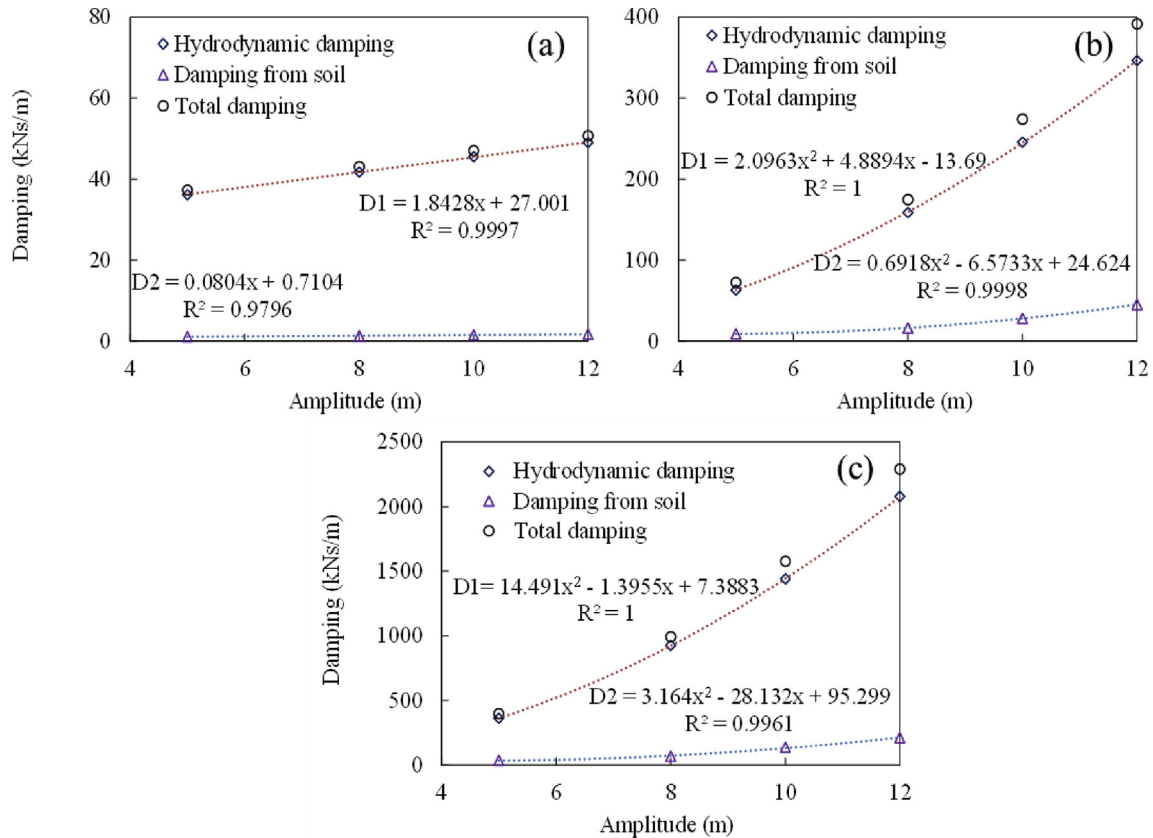 80
60
40
20
0
Damping (kNs/m)
Hydrodynamic damping
Damping from soil
Total damping
(a)
D1 = 1.8428x + 27.001
R² = 0.9997
D2 = 0.0804x + 0.7104
R² = 0.9796
4 6 8 10 12
Amplitude (m)
400
300
200
100
0
Hydrodynamic damping
Damping from soil
Total damping
(b)
D1 = 2.0963x² + 4.8894x - 13.69
R² = 1
D2 = 0.6918x² - 6.5733x + 24.624
R² = 0.9998
4 6 8 10 12
Amplitude (m)
2500
2000
1500
1000
500
0
Damping (kNs/m)
Hydrodynamic damping
Damping from soil
Total damping
(c)
D1= 14.491x² - 1.3955x + 7.3883
R² = 1
D2 = 3.164x² - 28.132x + 95.299
R² = 0.9961
4 6 8 10 12
Amplitude (m)